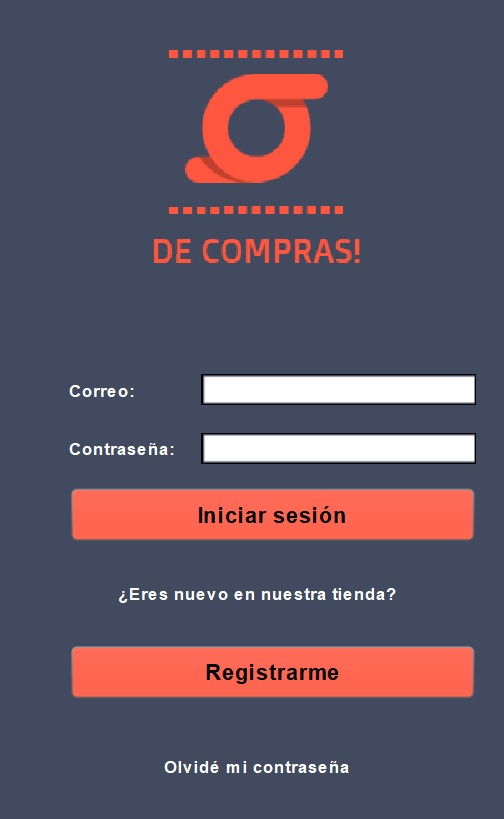 DE COMPRAS!
Correo:
Contraseña:
Iniciar sesión
¿Eres nuevo en nuestra tienda?
Registrarme
Olvidé mi contraseña